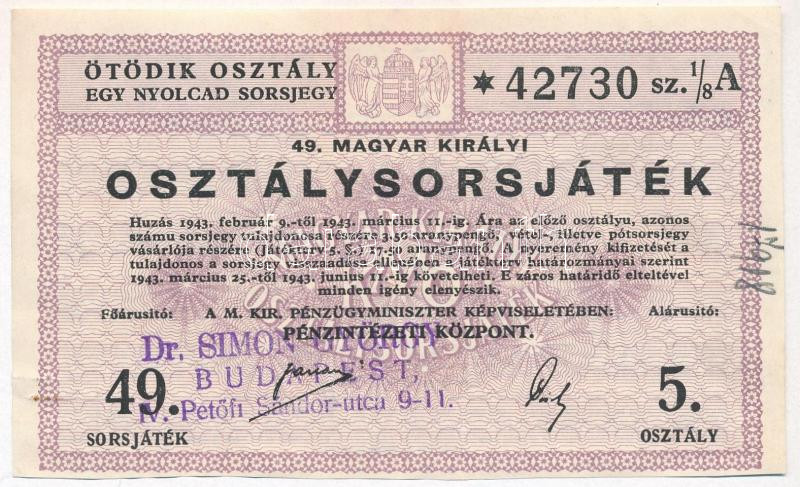 ÖTÖDIK OSZTÁLY
EGY NYOLCAD SORSJEGY
✶ 42730 SZ. 1/8 A
49. MAGYAR KIRÁLYI
OSZTÁLYSORSJÁTÉK
Huzás 1943. február 9.-től 1943. március 11.-ig. Ára az előző osztályu, azonos
számu sorsjegy tulajdonosa részére 3.50 aranypengő, vétel-, illetve pótsorsjegy
vásárlója részére (Játékterv 5. §.) 17.40 aranypengő. A nyeremény kifizetését a
tulajdonos a sorsjegy visszaadása ellenében a játékterv határozmányai szerint
1943. március 25.-től 1943. junius 11.-ig követelheti. E záros határidő elteltével
minden igény elenyészik.
Főárusitó: A M. KIR. PÉNZÜGYMINISZTER KÉPVISELETÉBEN: Alárusitó:
PÉNZINTÉZETI KÖZPONT.
Dr. SIMON GYÖRGY
BUDAPEST,
IV. Petőfi Sándor-utca 9-11.
49.
SORSJÁTÉK
5.
OSZTÁLY